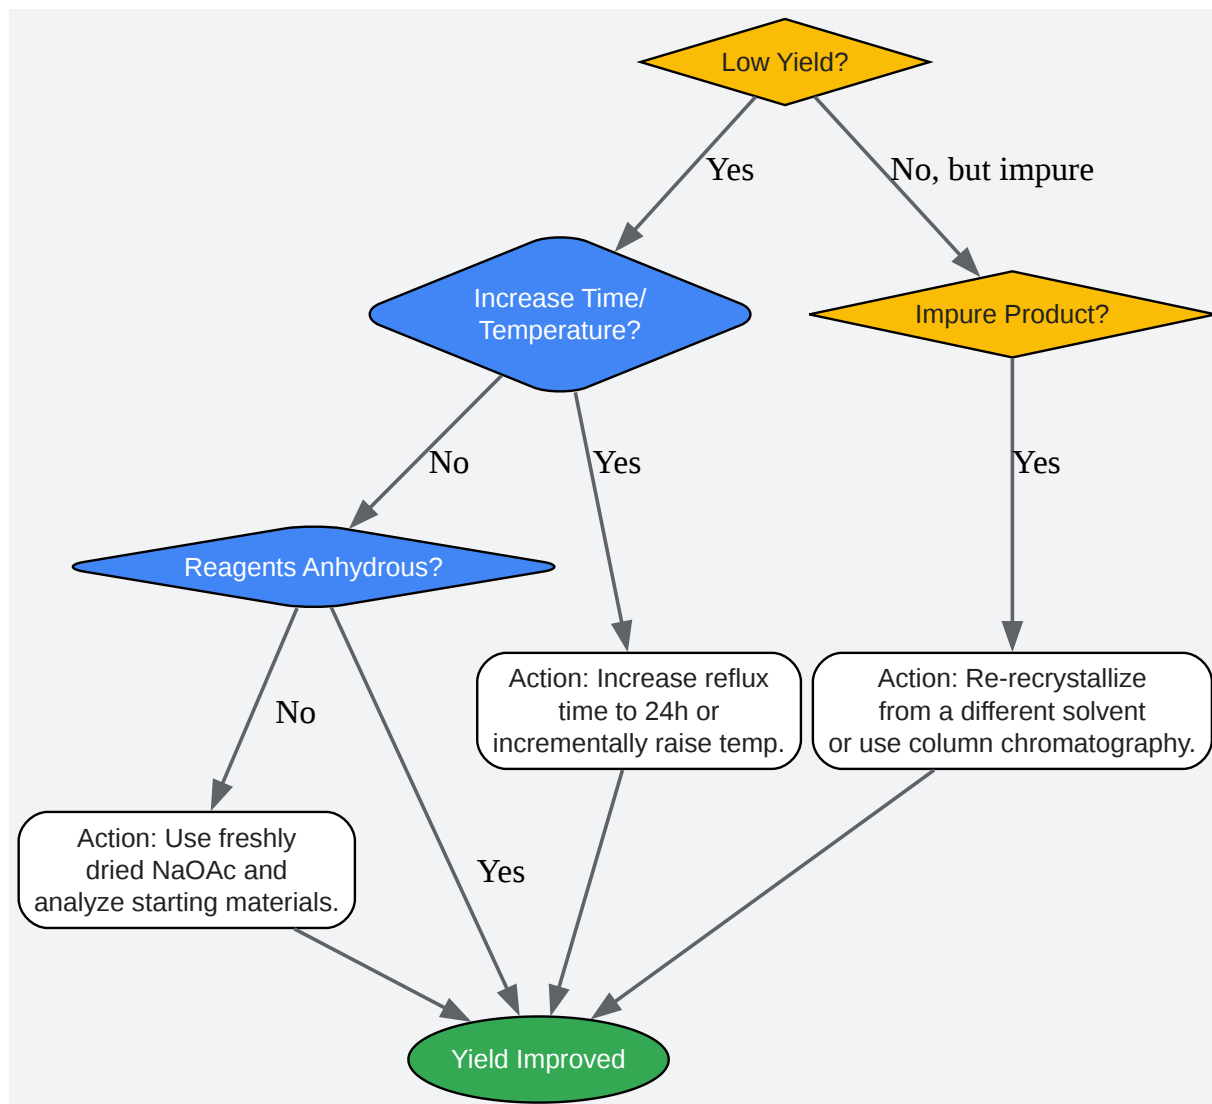 Low Yield?
Yes
No, but impure
Increase Time/
Temperature?
Impure Product?
No
Yes
Yes
Reagents Anhydrous?
Action: Increase reflux
time to 24h or
incrementally raise temp.
Action: Re-recrystallize
from a different solvent
or use column chromatography.
No
Action: Use freshly
dried NaOAc and
analyze starting materials.
Yes
Yield Improved